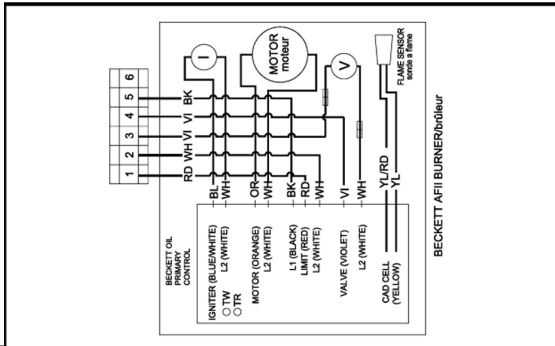 I
MOTOR
moteur
V
FLAME SENSOR
sonde a flame
6
5
4
3
2
1
BK
VI
VI
WH
RD
BL
WH
OR
WH
BK
RD
WH
VI
WH
YL/RD
YL
BECKETT OIL
PRIMARY
CONTROL
IGNITER (BLUE/WHITE)
L2 (WHITE)
TW
TR
MOTOR (ORANGE)
L2 (WHITE)
L1 (BLACK)
LIMIT (RED)
L2 (WHITE)
VALVE (VIOLET)
L2 (WHITE)
CAD CELL
(YELLOW)
BECKETT AFII BURNER/brûleur